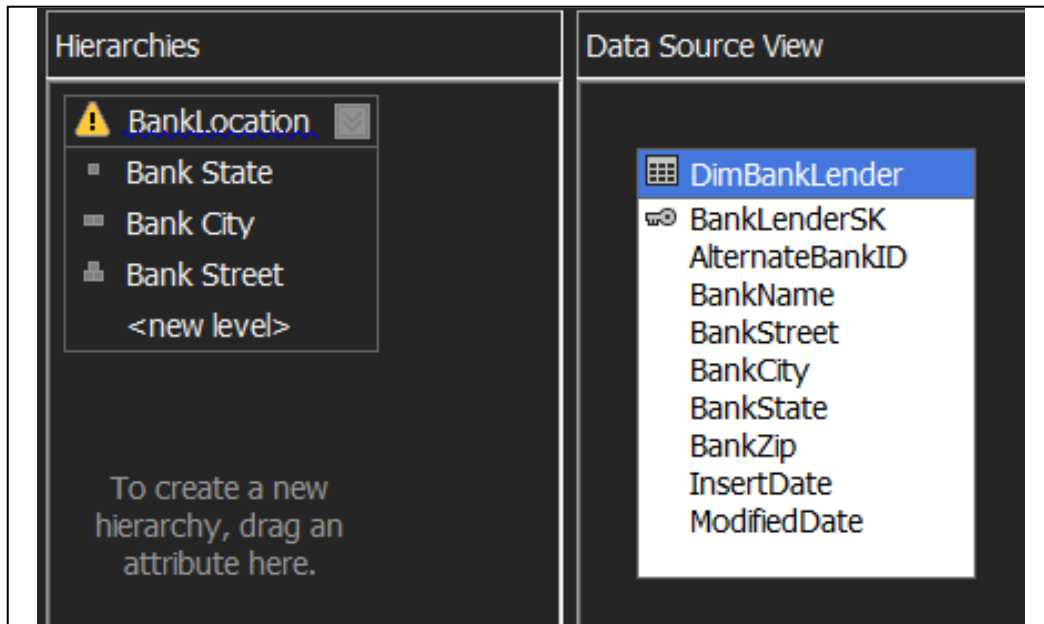 Hierarchies
BankLocation
Bank State
Bank City
Bank Street
<new level>
To create a new
hierarchy, drag an
attribute here.
Data Source View
DimBankLender
BankLenderSK
AlternateBankID
BankName
BankStreet
BankCity
BankState
BankZip
InsertDate
ModifiedDate